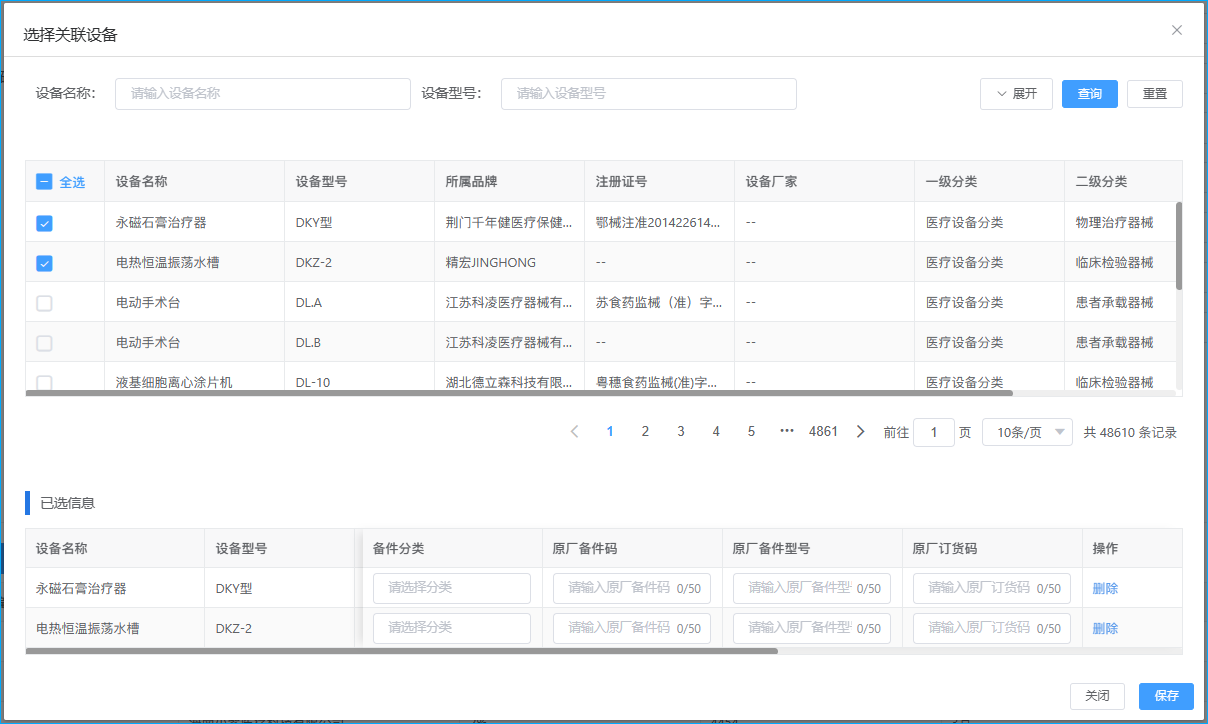 选择关联设备
设备名称： 请输入设备名称 设备型号： 请输入设备型号 展开 查询 重置
全选 设备名称 设备型号 所属品牌 注册证号 设备厂家 一级分类 二级分类
永磁石膏治疗器 DKY型 荆门千年健医疗保健... 鄂械注准201422614... -- 医疗设备分类 物理治疗器械
电热恒温振荡水槽 DKZ-2 精宏JINGHONG -- -- 医疗设备分类 临床检验器械
电动手术台 DL.A 江苏科凌医疗器械有... 苏食药监械（准）字... -- 医疗设备分类 患者承载器械
电动手术台 DL.B 江苏科凌医疗器械有... -- -- 医疗设备分类 患者承载器械
液基细胞离心涂片机 DL-10 湖北德立森科技有限... 粤穗食药监械(准)字... -- 医疗设备分类 临床检验器械
1 2 3 4 5 ··· 4861 前往 1 页 10条/页 共 48610 条记录
已选信息
设备名称 设备型号 备件分类 原厂备件码 原厂备件型号 原厂订货码 操作
永磁石膏治疗器 DKY型 请选择分类 请输入原厂备件码 0/50 请输入原厂备件型 0/50 请输入原厂订货码 0/50 删除
电热恒温振荡水槽 DKZ-2 请选择分类 请输入原厂备件码 0/50 请输入原厂备件型 0/50 请输入原厂订货码 0/50 删除
关闭 保存